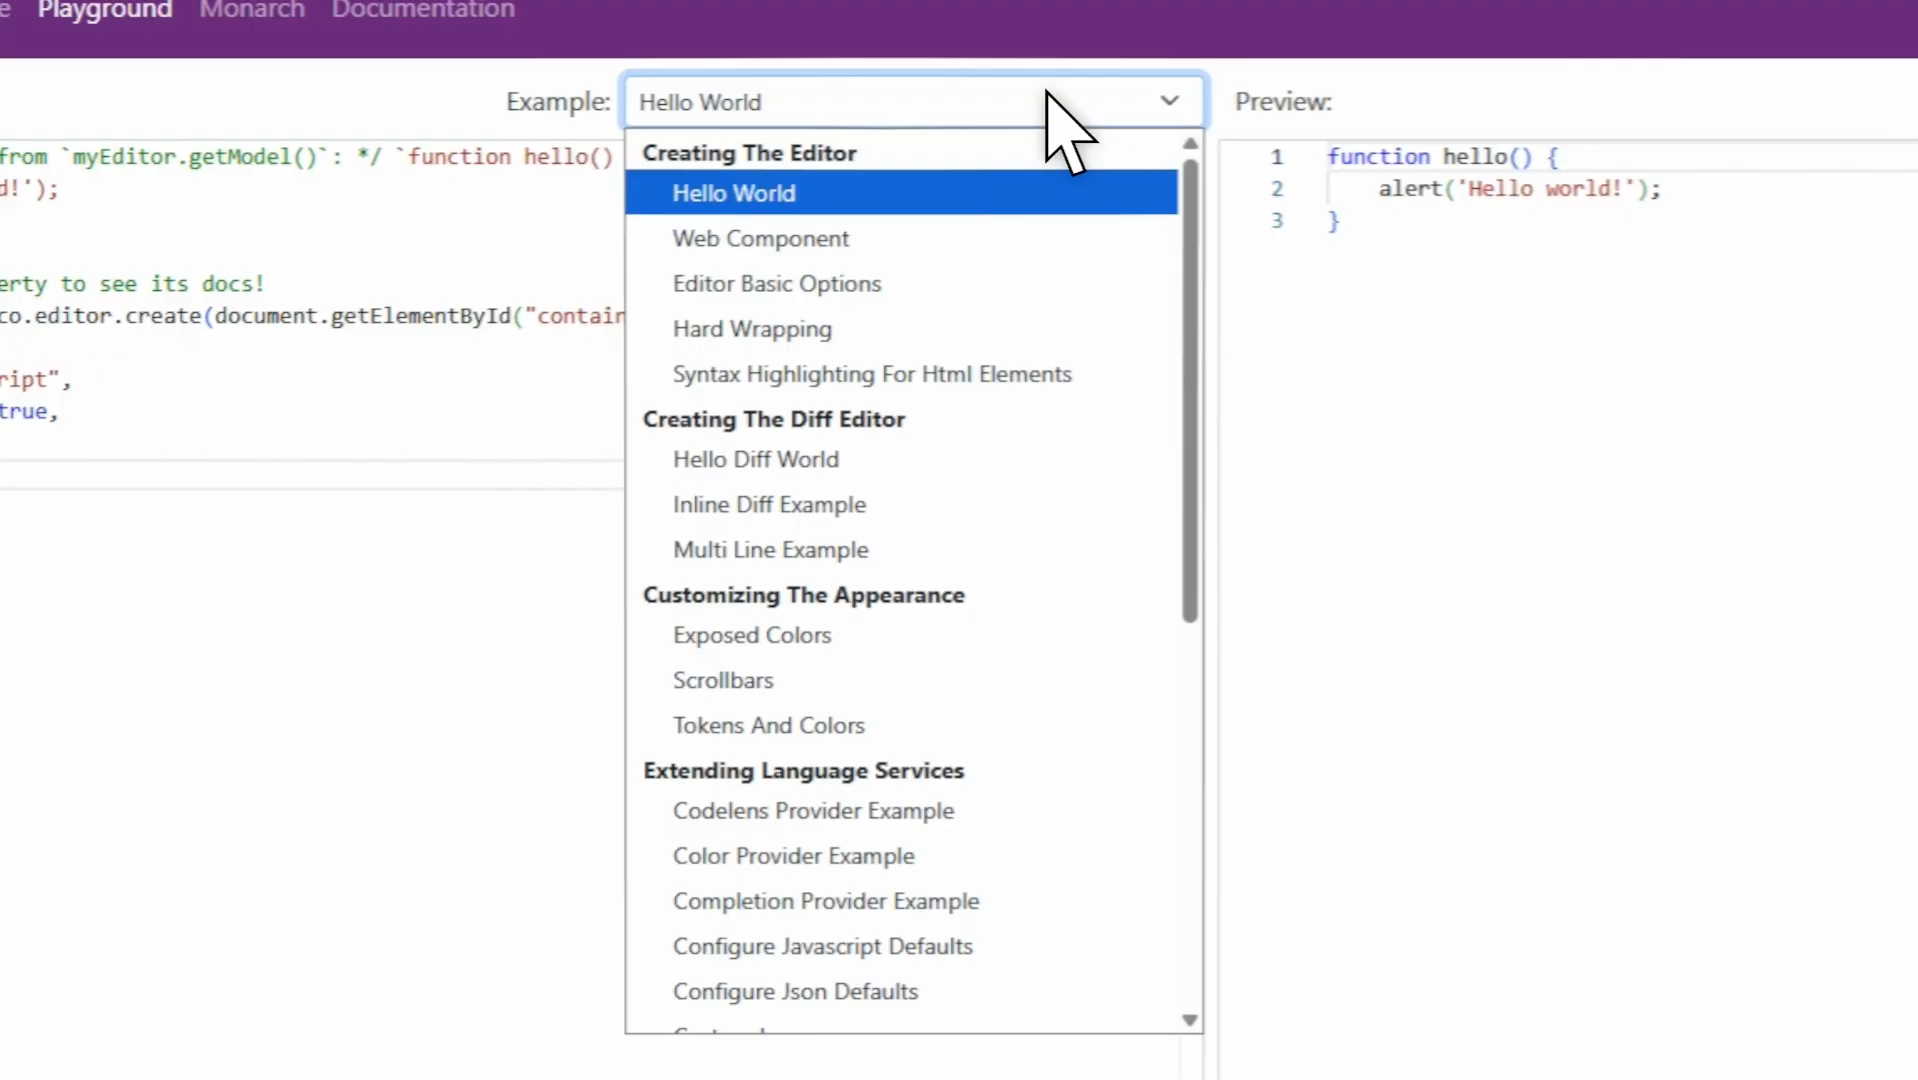 e Playground Monarch Documentation
Example: Hello World Preview:
from `myEditor.getModel()`: */ `function hello()
d!');
erty to see its docs!
co.editor.create(document.getElementById("contain
ript",
true,
Creating The Editor
Hello World
Web Component
Editor Basic Options
Hard Wrapping
Syntax Highlighting For Html Elements
Creating The Diff Editor
Hello Diff World
Inline Diff Example
Multi Line Example
Customizing The Appearance
Exposed Colors
Scrollbars
Tokens And Colors
Extending Language Services
Codelens Provider Example
Color Provider Example
Completion Provider Example
Configure Javascript Defaults
Configure Json Defaults
1 function hello() {
2 alert('Hello world!');
3 }